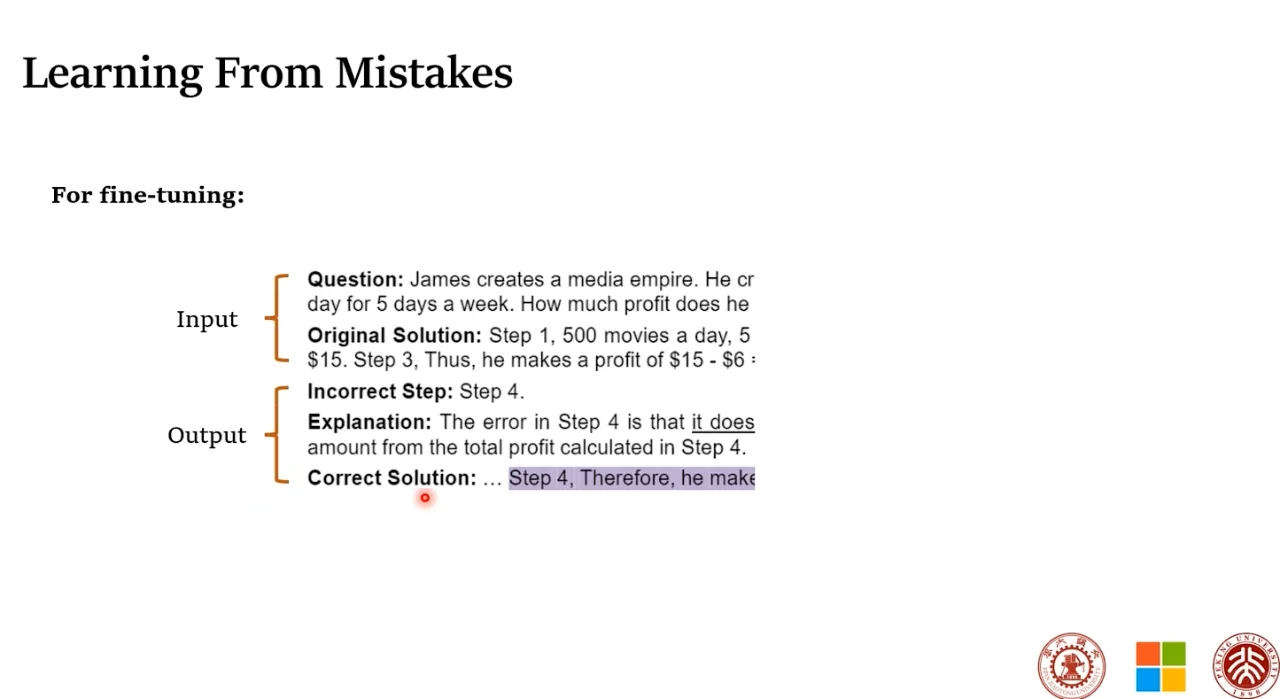 Learning From Mistakes
For fine-tuning:
Input
Question: James creates a media empire. He cr
day for 5 days a week. How much profit does he
Original Solution: Step 1, 500 movies a day, 5
$15. Step 3, Thus, he makes a profit of $15 - $6 =
Output
Incorrect Step: Step 4.
Explanation: The error in Step 4 is that it does
amount from the total profit calculated in Step 4.
Correct Solution: … Step 4, Therefore, he make
PEKING UNIVERSITY
1898